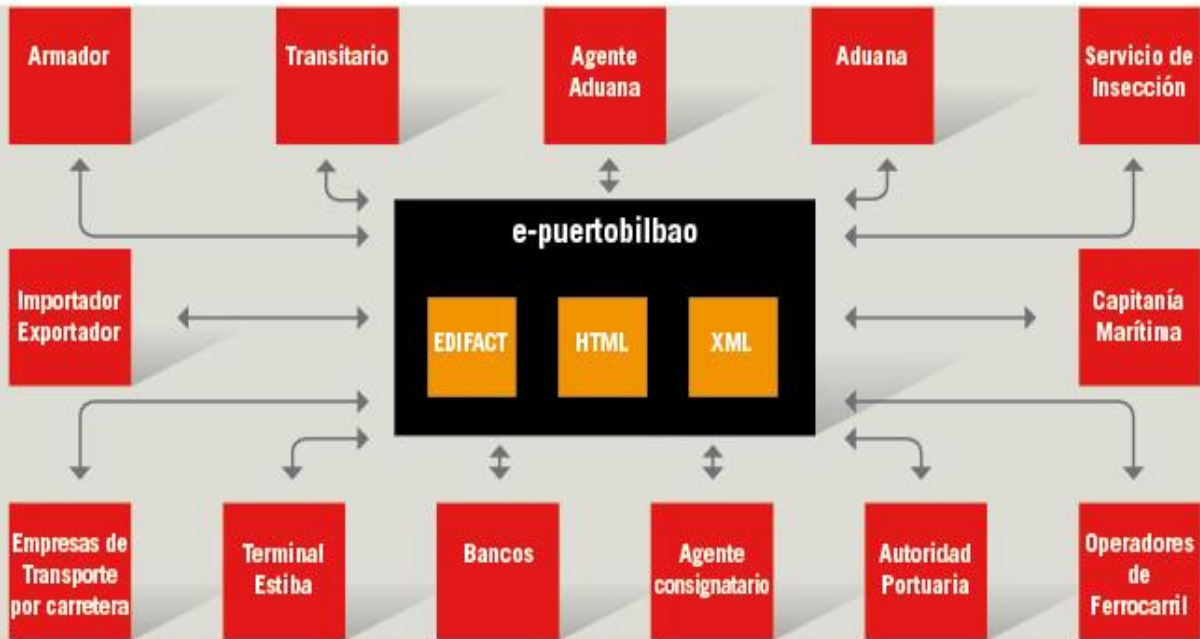 Armador
Transitario
Agente
Aduana
Aduana
Servicio de
Insección
e-puertobilbao
Importador
Exportador
EDIFACT
HTML
XML
Capitanía
Marítima
Empresas de
Transporte
por carretera
Terminal
Estiba
Bancos
Agente
consignatario
Autoridad
Portuaria
Operadores
de
Ferrocarril